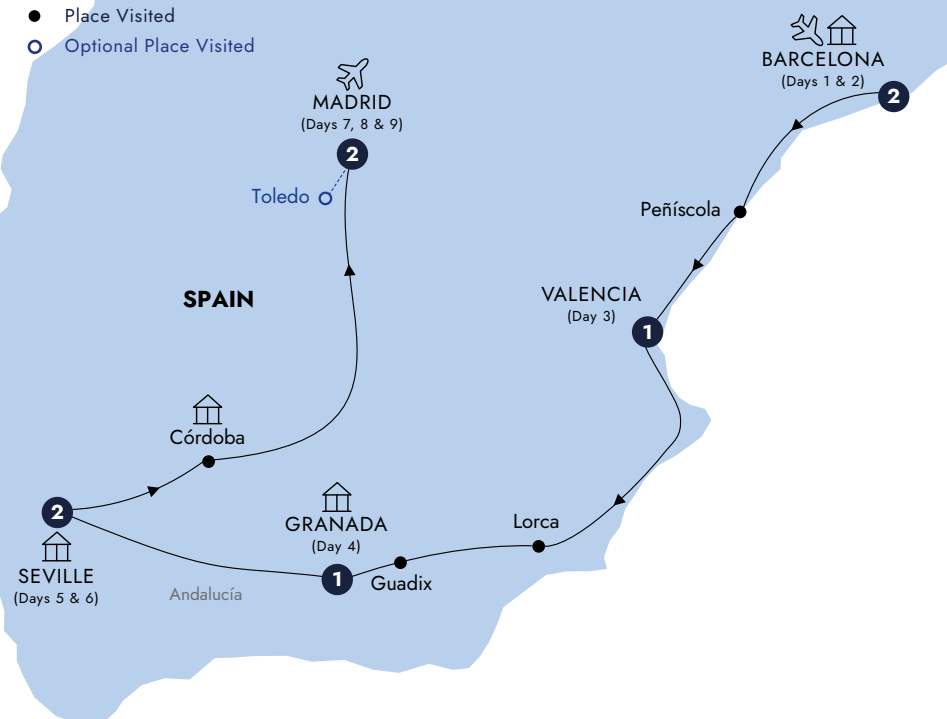 Place Visited
Optional Place Visited
BARCELONA
(Days 1 & 2)
2
MADRID
(Days 7, 8 & 9)
2
Toledo
Peñíscola
SPAIN
VALENCIA
(Day 3)
1
Córdoba
2
SEVILLE
(Days 5 & 6)
GRANADA
(Day 4)
1
Lorca
Guadix
Andalucía